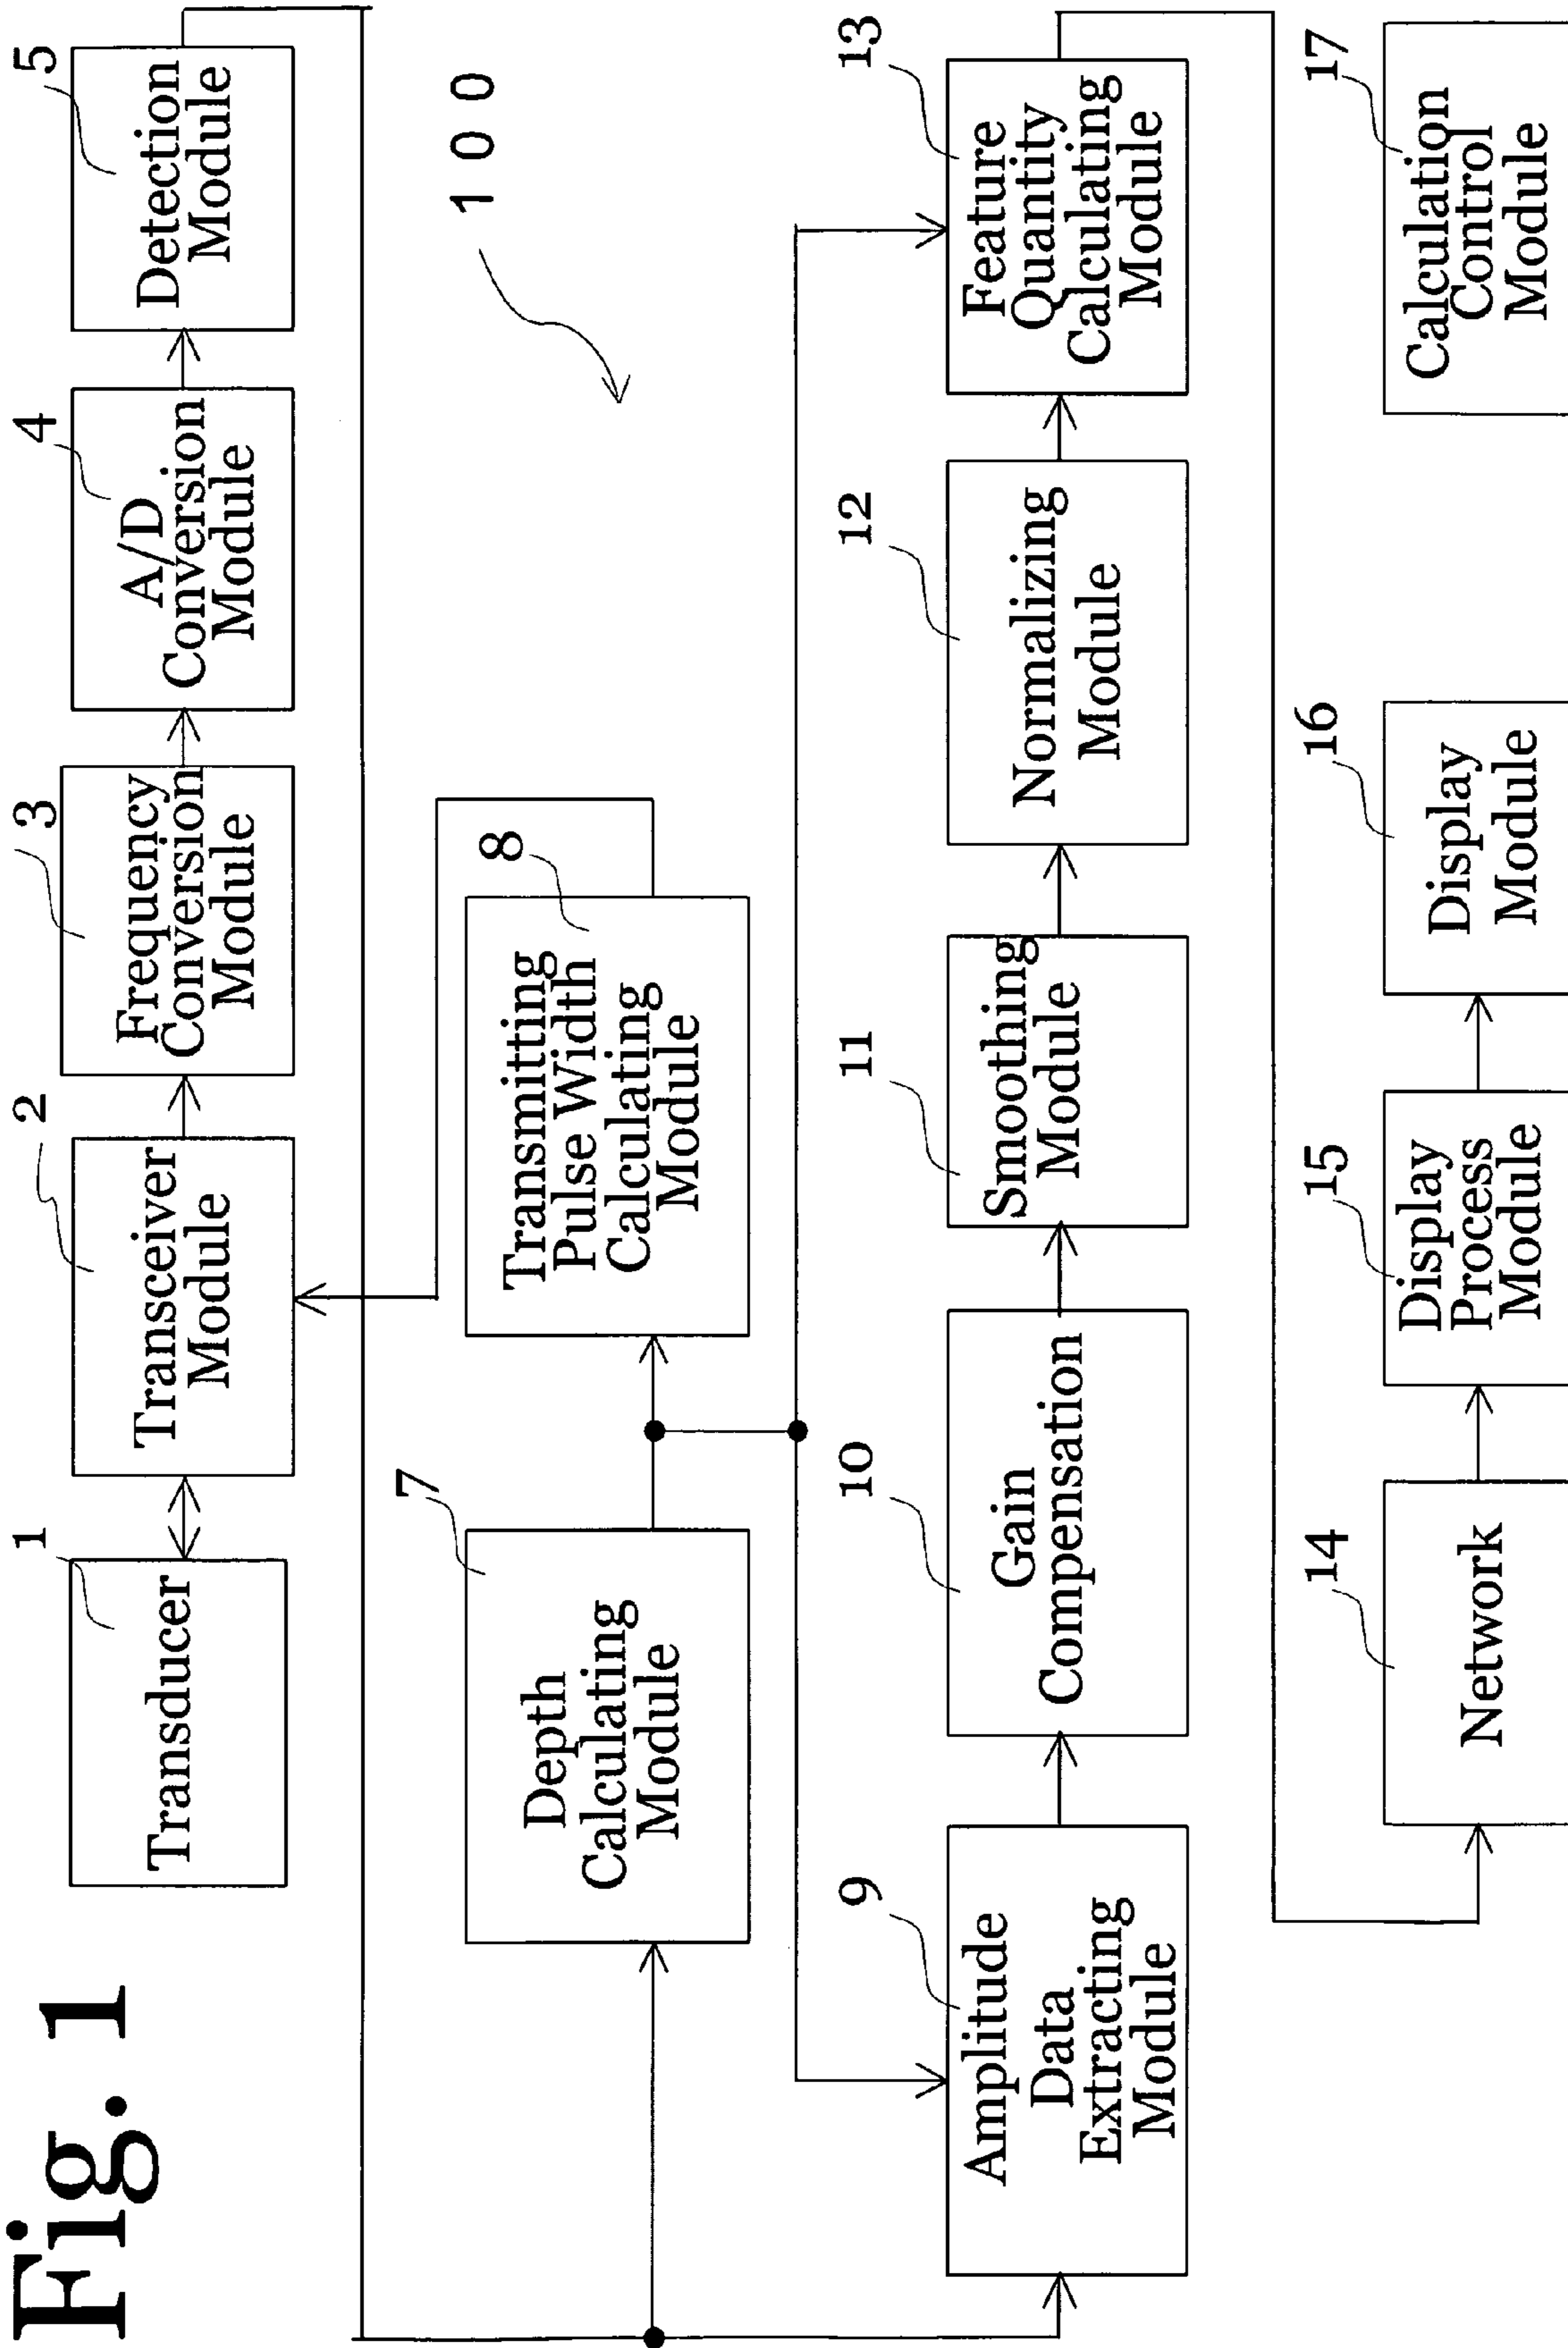 Fig. 1
1
Transducer
2
Transceiver
Module
3
Frequency
Conversion
Module
4
A/D
Conversion
Module
5
Detection
Module
100
7
Depth
Calculating
Module
8
Transmitting
Pulse Width
Calculating
Module
9
Amplitude
Data
Extracting
Module
10
Gain
Compensation
11
Smoothing
Module
12
Normalizing
Module
13
Feature
Quantity
Calculating
Module
14
Network
15
Display
Process
Module
16
Display
Module
17
Calculation
Control
Module